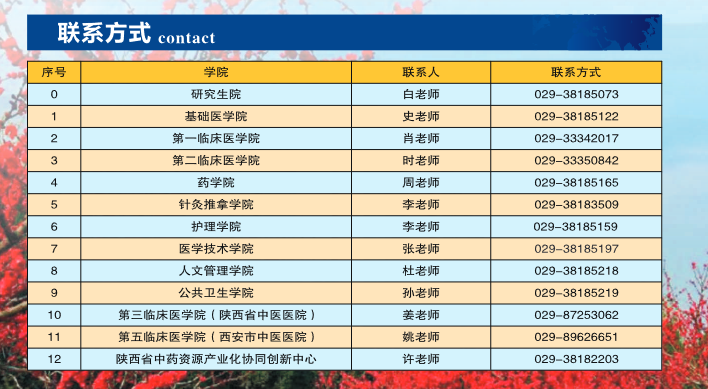 联系方式 contact
序号 学院 联系人 联系方式
0 研究生院 白老师 029-38185073
1 基础医学院 史老师 029-38185122
2 第一临床医学院 肖老师 029-33342017
3 第二临床医学院 时老师 029-33350842
4 药学院 周老师 029-38185165
5 针灸推拿学院 李老师 029-38183509
6 护理学院 李老师 029-38185159
7 医学技术学院 张老师 029-38185197
8 人文管理学院 杜老师 029-38185218
9 公共卫生学院 孙老师 029-38185219
10 第三临床医学院（陕西省中医医院） 姜老师 029-87253062
11 第五临床医学院（西安市中医医院） 姚老师 029-89626651
12 陕西省中药资源产业化协同创新中心 许老师 029-38182203